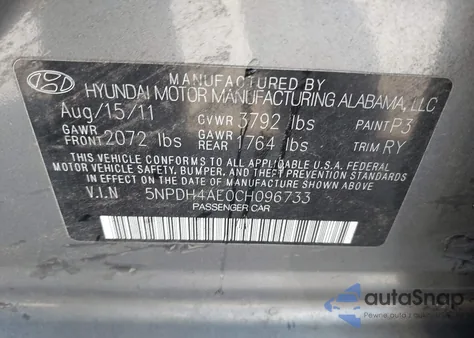 MANUFACTURED BY
HYUNDAI MOTOR MANUFACTURING ALABAMA, LLC
Aug/15/11 GVWR 3792 lbs PAINT P3
GAWR FRONT 2072 lbs GAWR REAR 1764 lbs TRIM RY
THIS VEHICLE CONFORMS TO ALL APPLICABLE U.S.A. FEDERAL
MOTOR VEHICLE SAFETY, BUMPER, AND THEFT PREVENTION STANDARDS
IN EFFECT ON THE DATE OF MANUFACTURE SHOWN ABOVE.
V.I.N 5NPDH4AE0CH096733
PASSENGER CAR
autoSnap
Pewne auto z